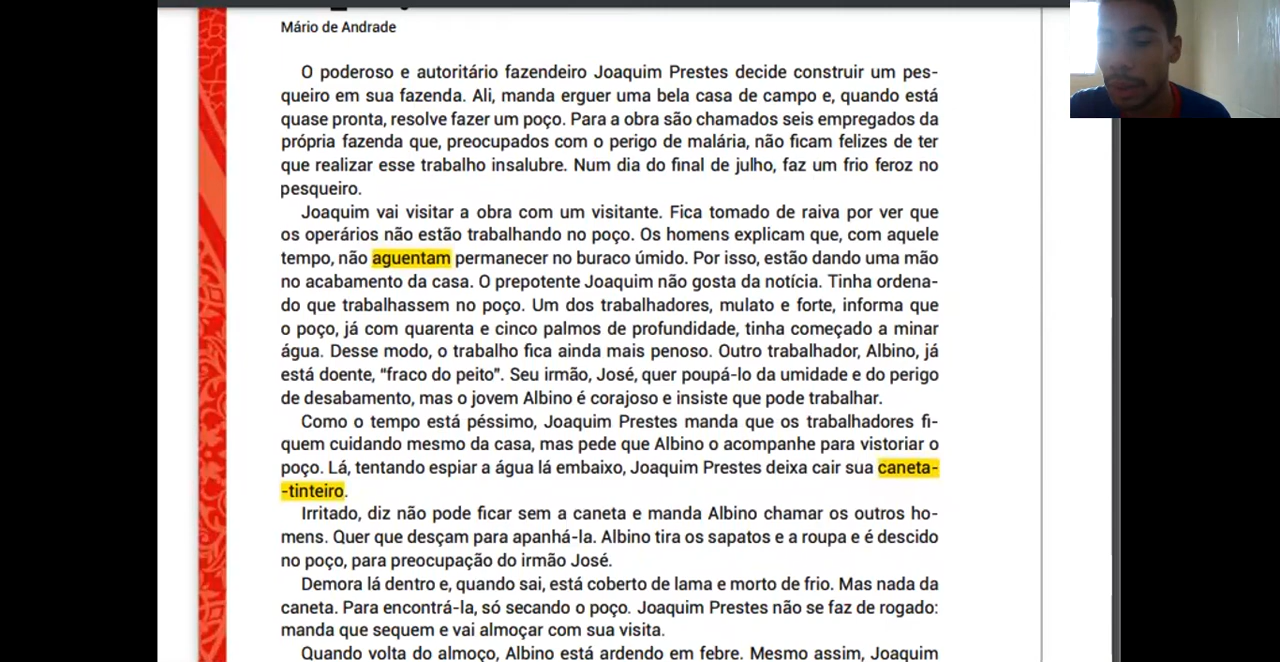 Mário de Andrade
O poderoso e autoritário fazendeiro Joaquim Prestes decide construir um pes-
queiro em sua fazenda. Ali, manda erguer uma bela casa de campo e, quando está
quase pronta, resolve fazer um poço. Para a obra são chamados seis empregados da
própria fazenda que, preocupados com o perigo de malária, não ficam felizes de ter
que realizar esse trabalho insalubre. Num dia do final de julho, faz um frio feroz no
pesqueiro.
Joaquim vai visitar a obra com um visitante. Fica tomado de raiva por ver que
os operários não estão trabalhando no poço. Os homens explicam que, com aquele
tempo, não aguentam permanecer no buraco úmido. Por isso, estão dando uma mão
no acabamento da casa. O prepotente Joaquim não gosta da notícia. Tinha ordena-
do que trabalhassem no poço. Um dos trabalhadores, mulato e forte, informa que
o poço, já com quarenta e cinco palmos de profundidade, tinha começado a minar
água. Desse modo, o trabalho fica ainda mais penoso. Outro trabalhador, Albino, já
está doente, “fraco do peito”. Seu irmão, José, quer poupá-lo da umidade e do perigo
de desabamento, mas o jovem Albino é corajoso e insiste que pode trabalhar.
Como o tempo está péssimo, Joaquim Prestes manda que os trabalhadores fi-
quem cuidando mesmo da casa, mas pede que Albino o acompanhe para vistoriar o
poço. Lá, tentando espiar a água lá embaixo, Joaquim Prestes deixa cair sua caneta-
-tinteiro.
Irritado, diz não pode ficar sem a caneta e manda Albino chamar os outros ho-
mens. Quer que desçam para apanhá-la. Albino tira os sapatos e a roupa e é descido
no poço, para preocupação do irmão José.
Demora lá dentro e, quando sai, está coberto de lama e morto de frio. Mas nada da
caneta. Para encontrá-la, só secando o poço. Joaquim Prestes não se faz de rogado:
manda que sequem e vai almoçar com sua visita.
Quando volta do almoço, Albino está ardendo em febre. Mesmo assim, Joaquim